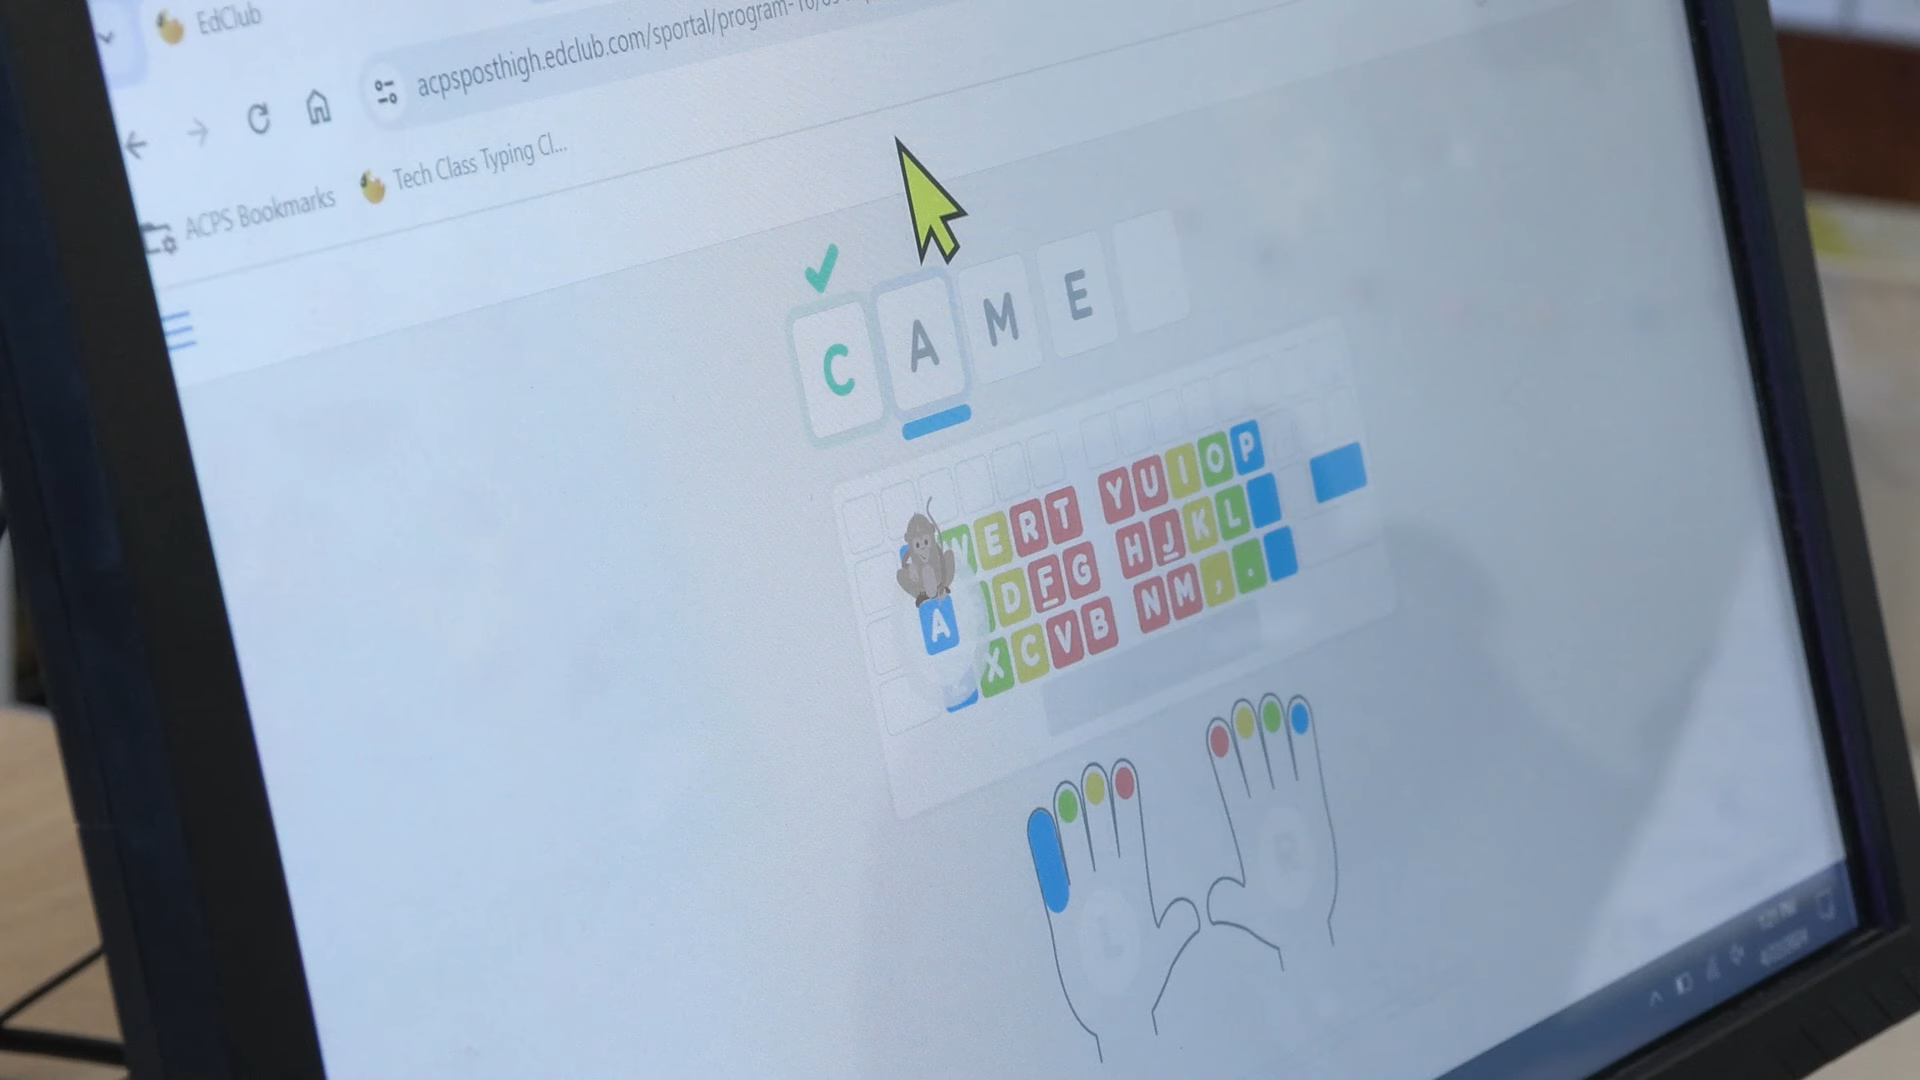 EdClub
acpsposthigh.edclub.com/sportal/program-
ACPS Bookmarks
Tech Class Typing Cl...
C A M E
W E R T Y U I O P
A D F G H J K L
X C V B N M , .
L R